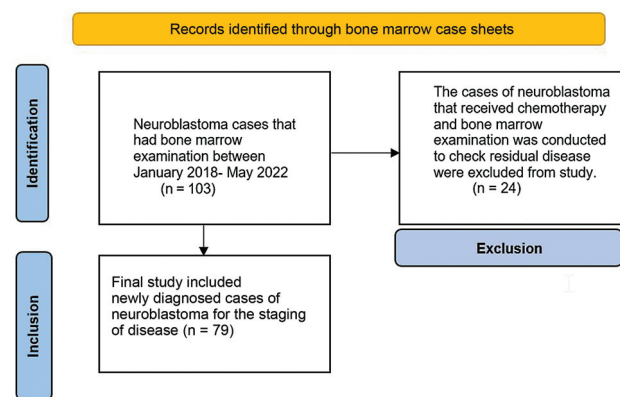 Records identified through bone marrow case sheets
Identification
Neuroblastoma cases that
had bone marrow
examination between
January 2018- May 2022
(n = 103)
The cases of neuroblastoma
that received chemotherapy
and bone marrow
examination was conducted
to check residual disease
were excluded from study.
(n = 24)
Exclusion
Inclusion
Final study included
newly diagnosed cases of
neuroblastoma for the staging
of disease (n = 79)